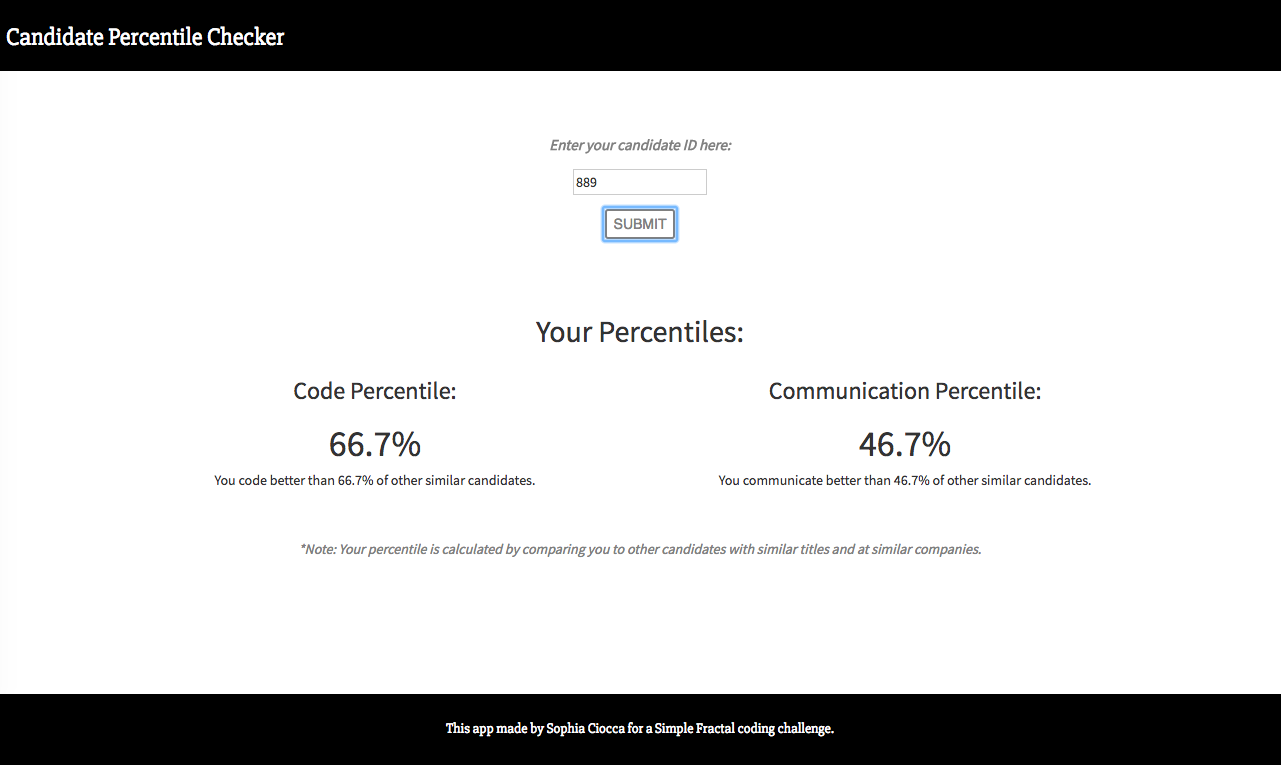 Candidate Percentile Checker
Enter your candidate ID here:
889
SUBMIT
Your Percentiles:
Code Percentile:
66.7%
You code better than 66.7% of other similar candidates.
Communication Percentile:
46.7%
You communicate better than 46.7% of other similar candidates.
*Note: Your percentile is calculated by comparing you to other candidates with similar titles and at similar companies.
This app made by Sophia Ciocca for a Simple Fractal coding challenge.